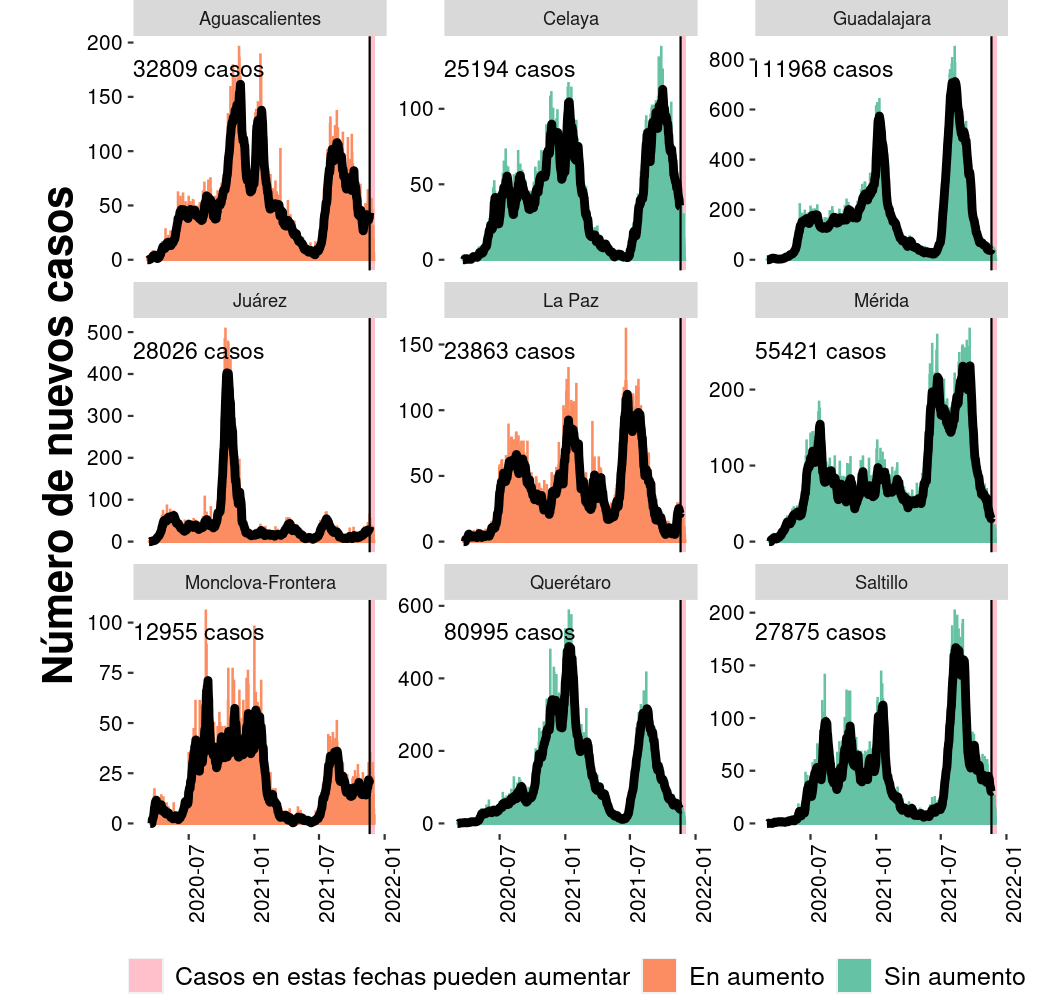 Número de nuevos casos
Aguascalientes
Celaya
Guadalajara
200
150
100
50
0
32809 casos
100
50
0
25194 casos
800
600
400
200
0
111968 casos
Juárez
La Paz
Mérida
500
400
300
200
100
0
28026 casos
150
100
50
0
23863 casos
200
100
0
55421 casos
Monclova-Frontera
Querétaro
Saltillo
100
75
50
25
0
12955 casos
600
400
200
0
80995 casos
200
150
100
50
0
27875 casos
2020-07
2021-01
2021-07
2022-01
2020-07
2021-01
2021-07
2022-01
2020-07
2021-01
2021-07
2022-01
Casos en estas fechas pueden aumentar
En aumento
Sin aumento